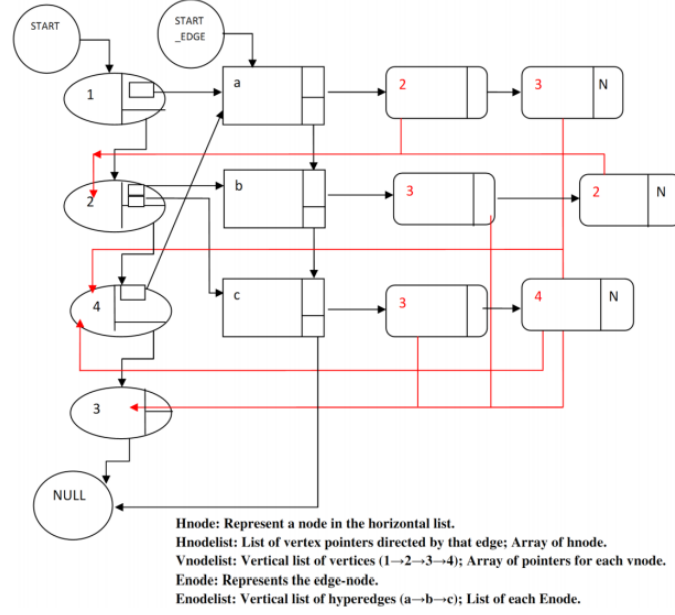 START
START
_EDGE
1
a
2
3
N
2
b
3
2
N
4
c
3
4
N
3
NULL
Hnode: Represent a node in the horizontal list.
Hnodelist: List of vertex pointers directed by that edge; Array of hnode.
Vnodelist: Vertical list of vertices (1→2→3→4); Array of pointers for each vnode.
Enode: Represents the edge-node.
Enodelist: Vertical list of hyperedges (a→b→c); List of each Enode.